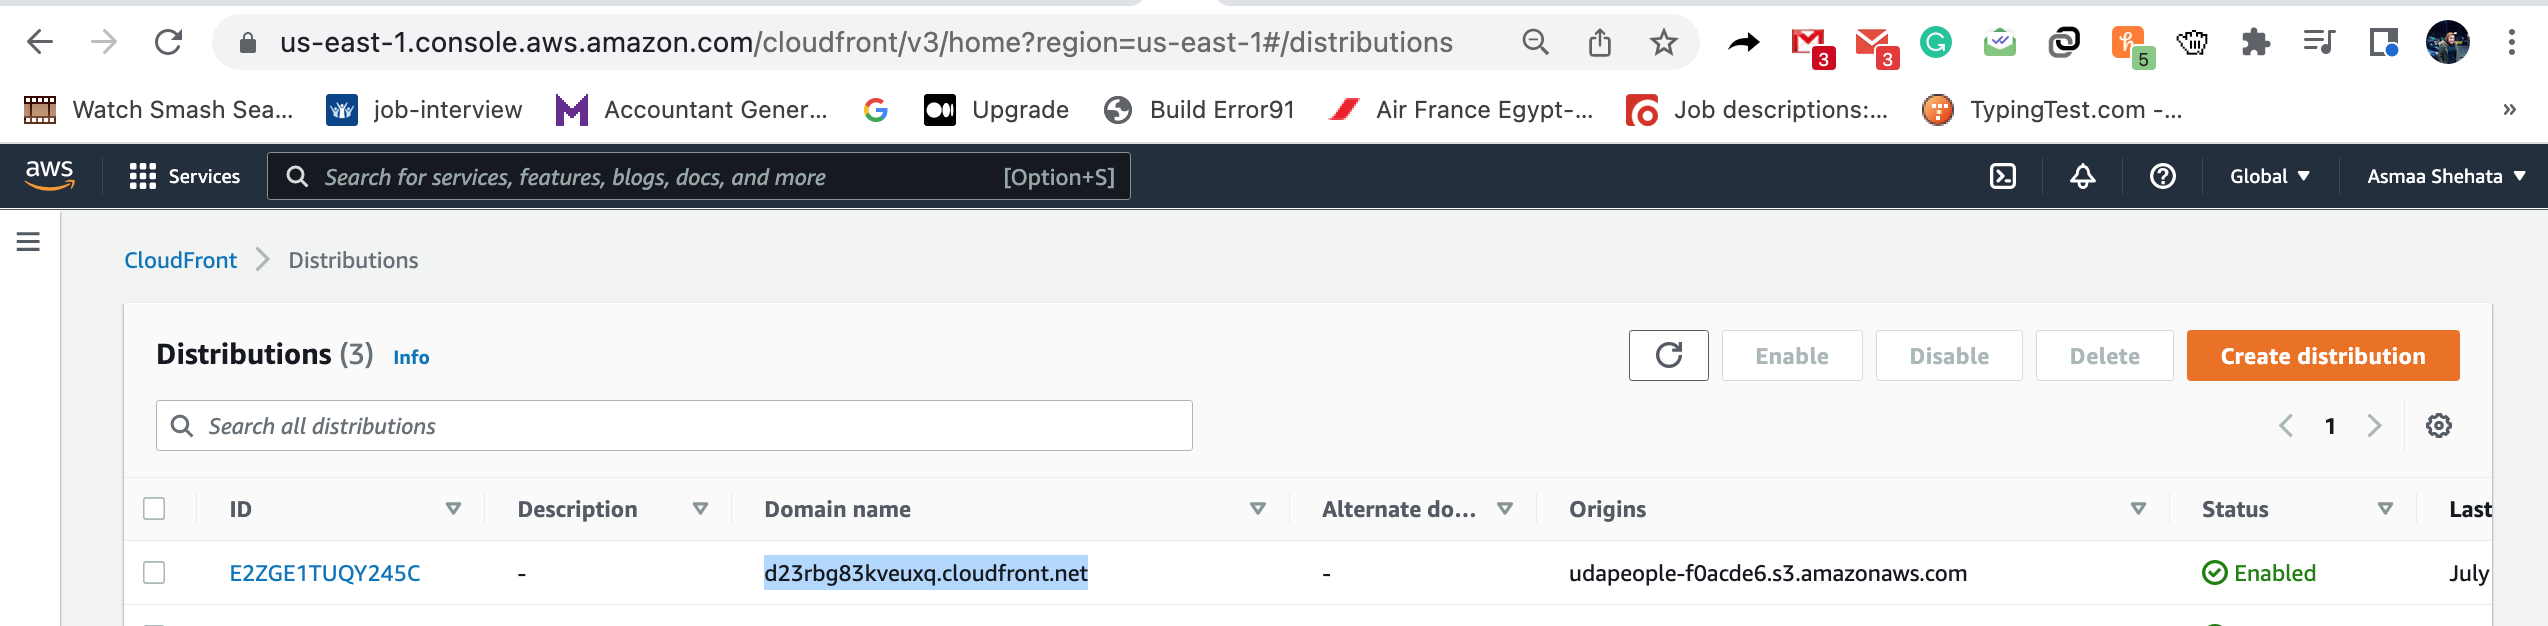 us-east-1.console.aws.amazon.com/cloudfront/v3/home?region=us-east-1#/distributions
3
3
5
Watch Smash Sea...
job-interview
Accountant Gener...
Upgrade
Build Error91
Air France Egypt-...
Job descriptions:...
TypingTest.com -...
»
aws
Services
Search for services, features, blogs, docs, and more
[Option+S]
Global
Asmaa Shehata
CloudFront
Distributions
Distributions (3) Info
Enable
Disable
Delete
Create distribution
Search all distributions
1
ID
Description
Domain name
Alternate do...
Origins
Status
Last
E2ZGE1TUQY245C
-
d23rbg83kveuxq.cloudfront.net
-
udapeople-f0acde6.s3.amazonaws.com
Enabled
July